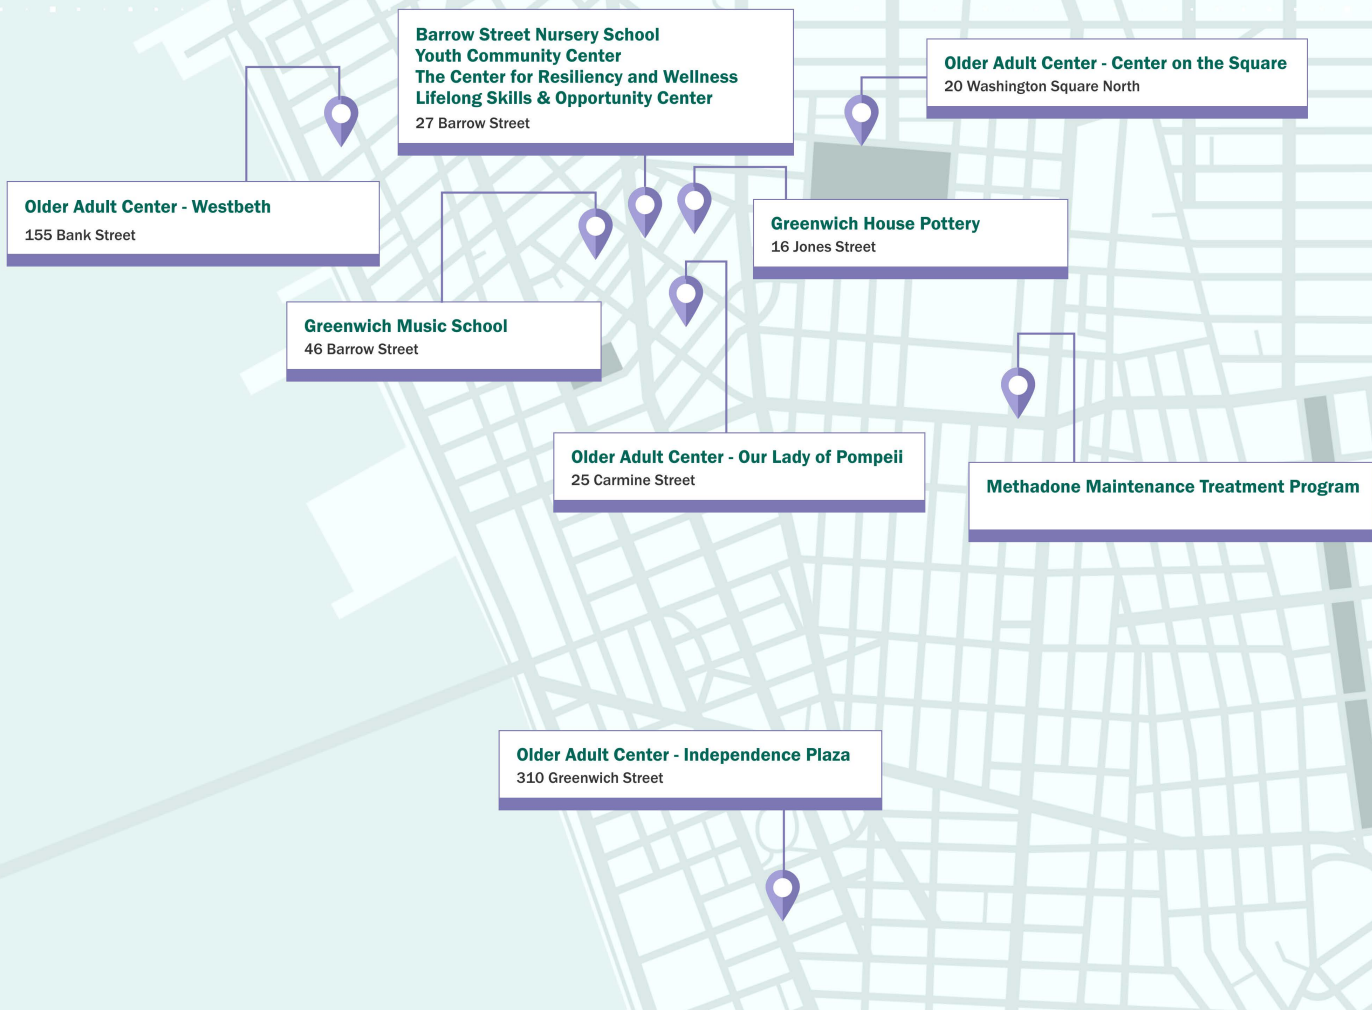 Barrow Street Nursery School
Youth Community Center
The Center for Resiliency and Wellness
Lifelong Skills & Opportunity Center
27 Barrow Street
Older Adult Center - Center on the Square
20 Washington Square North
Older Adult Center - Westbeth
155 Bank Street
Greenwich House Pottery
16 Jones Street
Greenwich Music School
46 Barrow Street
Older Adult Center - Our Lady of Pompeii
25 Carmine Street
Methadone Maintenance Treatment Program
Older Adult Center - Independence Plaza
310 Greenwich Street